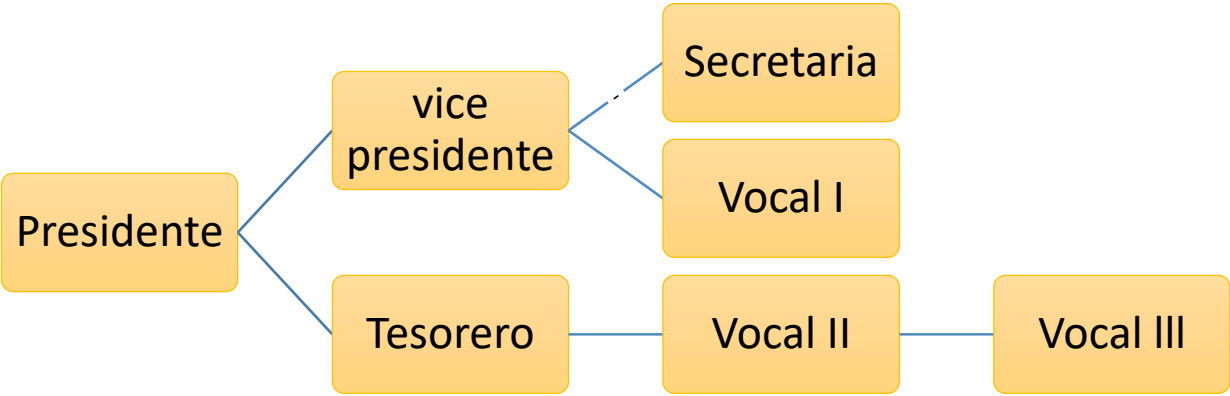 Presidente
vice
presidente
Secretaria
Vocal I
Tesorero
Vocal II
Vocal lll